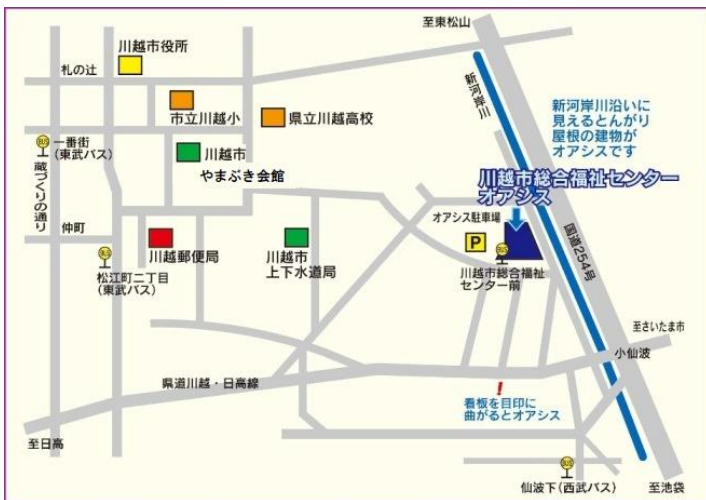 至東松山
川越市役所
札の辻
新河岸川
市立川越小
県立川越高校
新河岸川沿いに
見えるとんがり
屋根の建物が
オアシスです
BUS
一番街
(東武バス)
川越市
やまぶき会館
蔵づくりの通り
川越市総合福祉センター
オアシス
仲町
オアシス駐車場
国道254号
P
BUS
川越郵便局
川越市
上下水道局
BUS
川越市総合福祉
センター前
松江町二丁目
(東武バス)
至さいたま市
小仙波
県道川越・日高線
!
看板を目印に
曲がるとオアシス
至日高
BUS
仙波下(西武バス)
至池袋